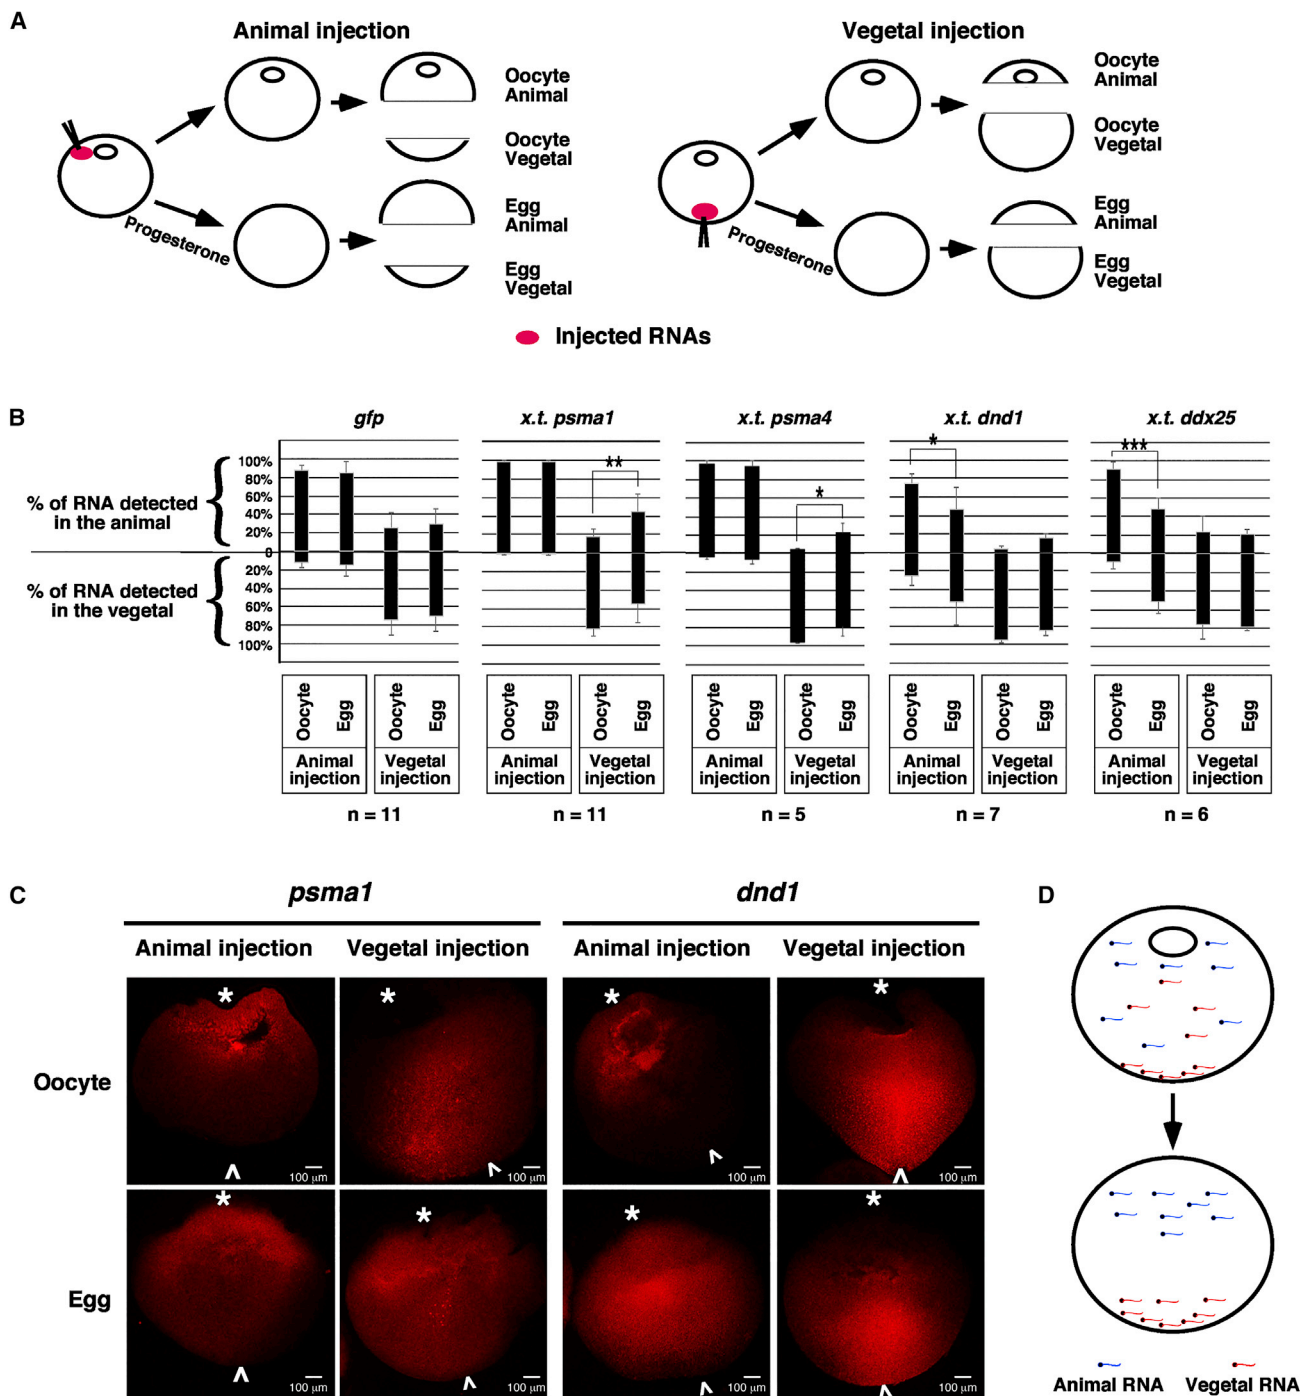 A
Animal injection
Vegetal injection
Oocyte
Animal
Oocyte
Vegetal
Egg
Animal
Egg
Vegetal
Progesterone
Oocyte
Animal
Oocyte
Vegetal
Egg
Animal
Egg
Vegetal
Progesterone
Injected RNAs
B
gfp
x.t. psma1
x.t. psma4
x.t. dnd1
x.t. ddx25
% of RNA detected
in the animal
% of RNA detected
in the vegetal
100%
80%
60%
40%
20%
0
20%
40%
60%
80%
100%
**
*
*
***
Oocyte Egg Oocyte Egg
Animal injection Vegetal injection
n = 11
Oocyte Egg Oocyte Egg
Animal injection Vegetal injection
n = 11
Oocyte Egg Oocyte Egg
Animal injection Vegetal injection
n = 5
Oocyte Egg Oocyte Egg
Animal injection Vegetal injection
n = 7
Oocyte Egg Oocyte Egg
Animal injection Vegetal injection
n = 6
C
psma1
dnd1
Animal injection
Vegetal injection
Animal injection
Vegetal injection
Oocyte
* 100 µm
* 100 µm
* 100 µm
* 100 µm
Egg
* 100 µm
* 100 µm
* 100 µm
* 100 µm
D
Animal RNA
Vegetal RNA